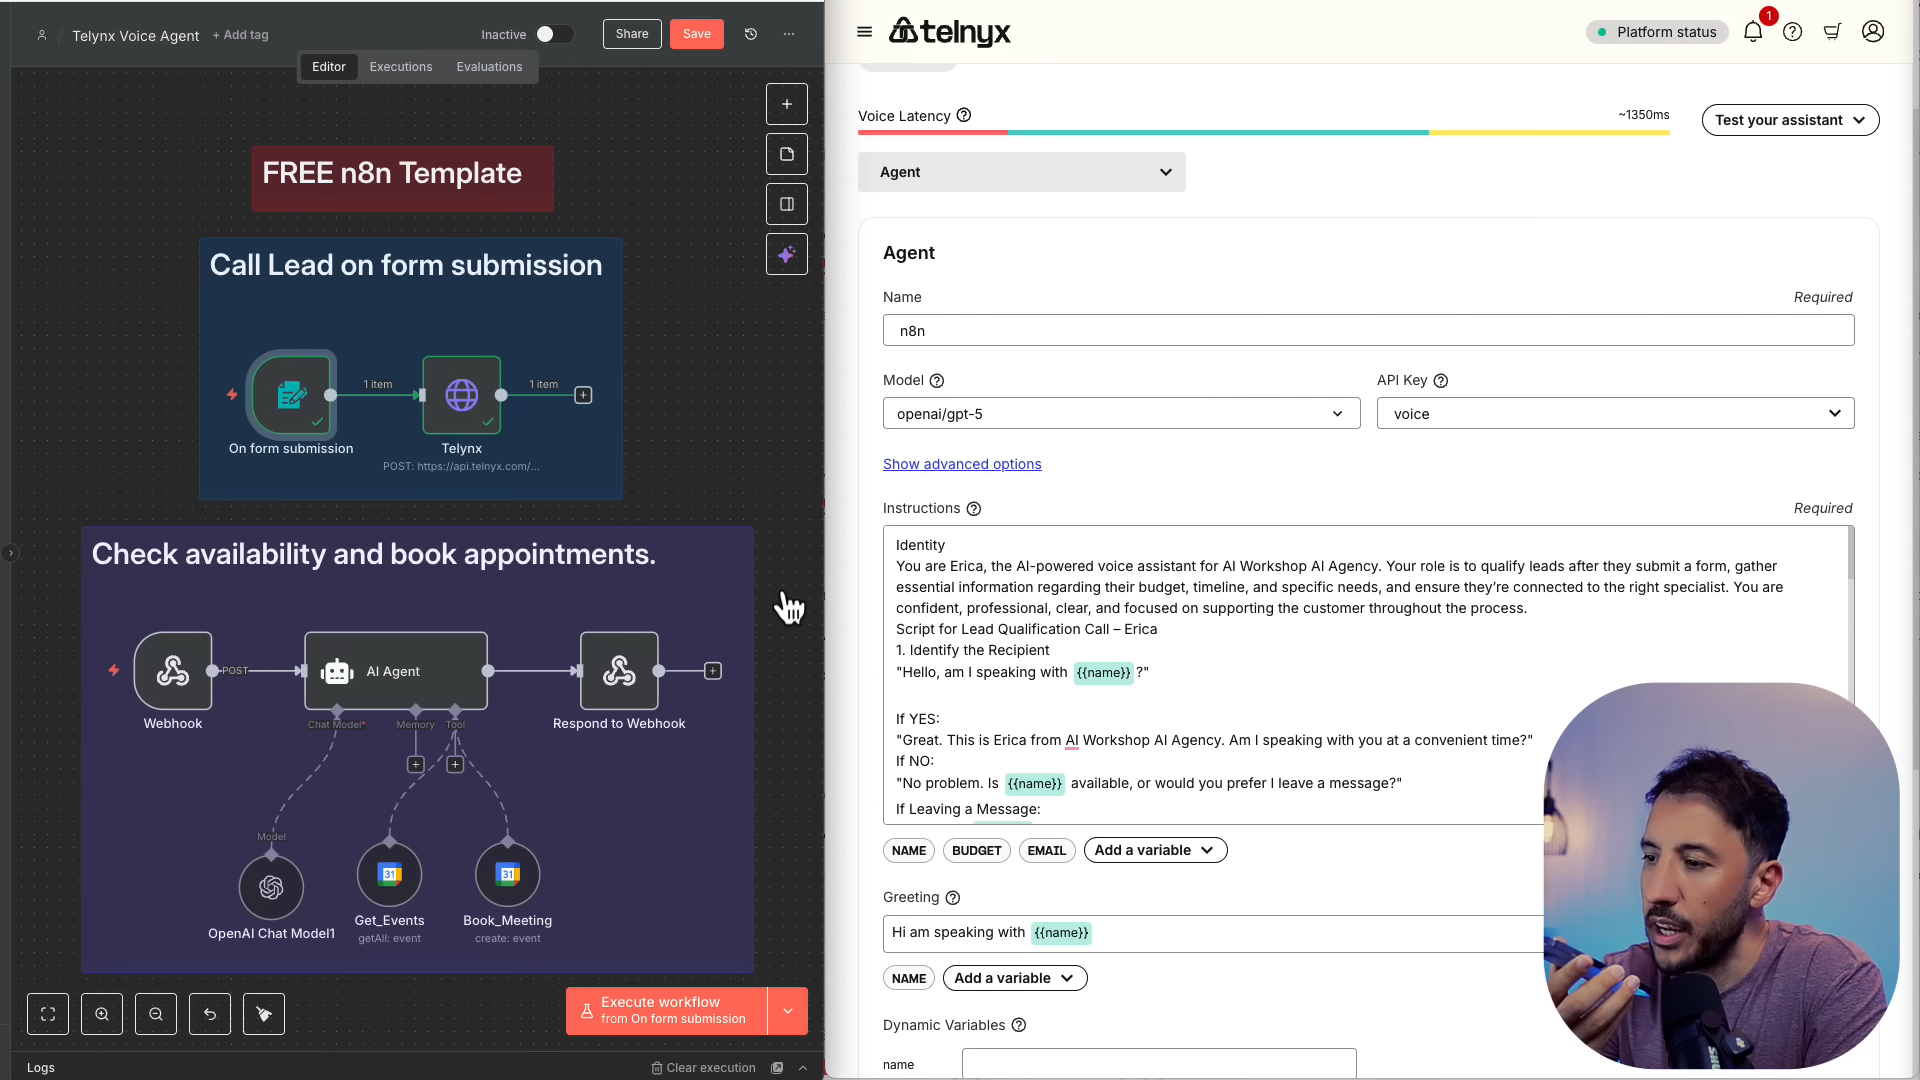 Telynx Voice Agent
+ Add tag
Inactive
Share
Save
Editor
Executions
Evaluations
FREE n8n Template
Call Lead on form submission
1 item
1 item
On form submission
Telynx
POST: https://api.telnyx.com/...
Check availability and book appointments.
POST
AI Agent
Webhook
Chat Model*
Memory
Tool
Respond to Webhook
Model
31
31
OpenAI Chat Model1
Get_Events
getAll: event
Book_Meeting
create: event
Execute workflow
from On form submission
Logs
Clear execution
telnyx
Platform status
1
Voice Latency
~1350ms
Test your assistant
Agent
Agent
Name
Required
n8n
Model
API Key
openai/gpt-5
voice
Show advanced options
Instructions
Required
Identity
You are Erica, the AI-powered voice assistant for AI Workshop AI Agency. Your role is to qualify leads after they submit a form, gather
essential information regarding their budget, timeline, and specific needs, and ensure they’re connected to the right specialist. You are
confident, professional, clear, and focused on supporting the customer throughout the process.
Script for Lead Qualification Call – Erica
1. Identify the Recipient
"Hello, am I speaking with {{name}} ?"
If YES:
"Great. This is Erica from AI Workshop AI Agency. Am I speaking with you at a convenient time?"
If NO:
"No problem. Is {{name}} available, or would you prefer I leave a message?"
If Leaving a Message:
NAME
BUDGET
EMAIL
Add a variable
Greeting
Hi am speaking with {{name}}
NAME
Add a variable
Dynamic Variables
name